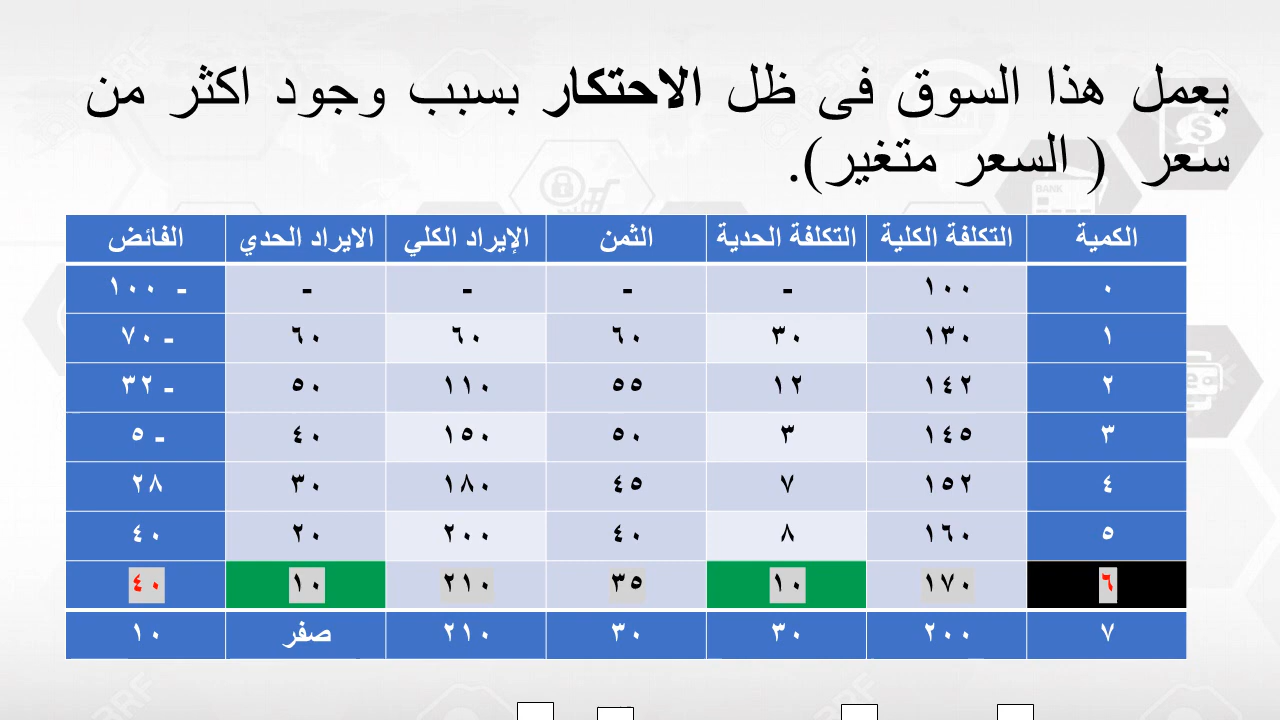 يعمل هذا السوق فى ظل الاحتكار بسبب وجود اكثر من
سعر ( السعر متغير).
الكمية التكلفة الكلية التكلفة الحدية الثمن الإيراد الكلي الايراد الحدي الفائض
٠ ١٠٠ - - - - - ١٠٠
١ ١٣٠ ٣٠ ٦٠ ٦٠ ٦٠ - ٧٠
٢ ١٤٢ ١٢ ٥٥ ١١٠ ٥٠ - ٣٢
٣ ١٤٥ ٣ ٥٠ ١٥٠ ٤٠ - ٥
٤ ١٥٢ ٧ ٤٥ ١٨٠ ٣٠ ٢٨
٥ ١٦٠ ٨ ٤٠ ٢٠٠ ٢٠ ٤٠
٦ ١٧٠ ١٠ ٣٥ ٢١٠ ١٠ ٤٠
٧ ٢٠٠ ٣٠ ٣٠ ٢١٠ صفر ١٠
BANK